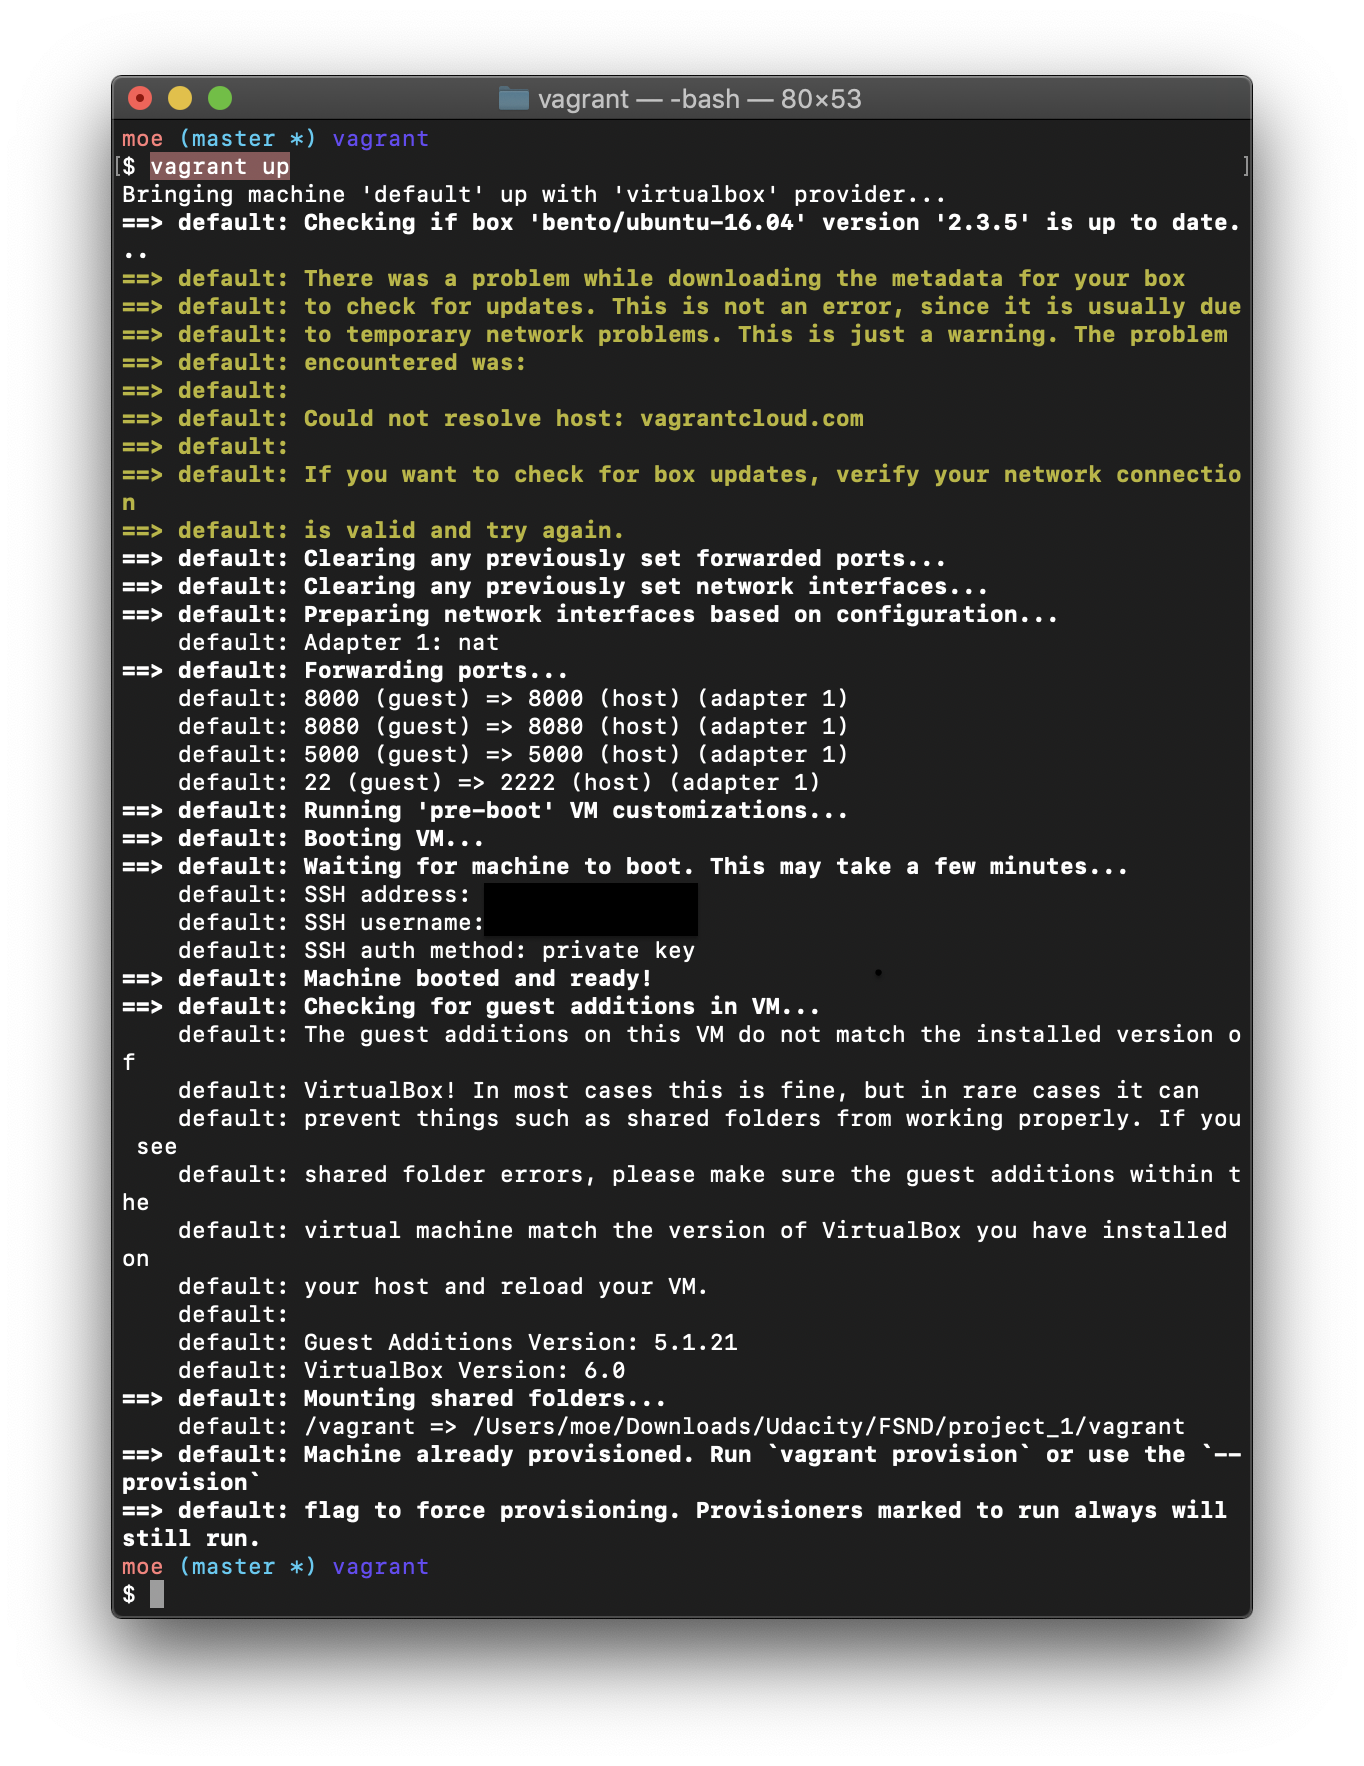 vagrant — -bash — 80×53
moe (master *) vagrant
[$ vagrant up ]
Bringing machine 'default' up with 'virtualbox' provider...
==> default: Checking if box 'bento/ubuntu-16.04' version '2.3.5' is up to date.
..
==> default: There was a problem while downloading the metadata for your box
==> default: to check for updates. This is not an error, since it is usually due
==> default: to temporary network problems. This is just a warning. The problem
==> default: encountered was:
==> default:
==> default: Could not resolve host: vagrantcloud.com
==> default:
==> default: If you want to check for box updates, verify your network connectio
n
==> default: is valid and try again.
==> default: Clearing any previously set forwarded ports...
==> default: Clearing any previously set network interfaces...
==> default: Preparing network interfaces based on configuration...
    default: Adapter 1: nat
==> default: Forwarding ports...
    default: 8000 (guest) => 8000 (host) (adapter 1)
    default: 8080 (guest) => 8080 (host) (adapter 1)
    default: 5000 (guest) => 5000 (host) (adapter 1)
    default: 22 (guest) => 2222 (host) (adapter 1)
==> default: Running 'pre-boot' VM customizations...
==> default: Booting VM...
==> default: Waiting for machine to boot. This may take a few minutes...
    default: SSH address:
    default: SSH username:
    default: SSH auth method: private key
==> default: Machine booted and ready!
==> default: Checking for guest additions in VM...
    default: The guest additions on this VM do not match the installed version o
f
    default: VirtualBox! In most cases this is fine, but in rare cases it can
    default: prevent things such as shared folders from working properly. If you
 see
    default: shared folder errors, please make sure the guest additions within t
he
    default: virtual machine match the version of VirtualBox you have installed
on
    default: your host and reload your VM.
    default:
    default: Guest Additions Version: 5.1.21
    default: VirtualBox Version: 6.0
==> default: Mounting shared folders...
    default: /vagrant => /Users/moe/Downloads/Udacity/FSND/project_1/vagrant
==> default: Machine already provisioned. Run `vagrant provision` or use the `--
provision`
==> default: flag to force provisioning. Provisioners marked to run always will
still run.
moe (master *) vagrant
$